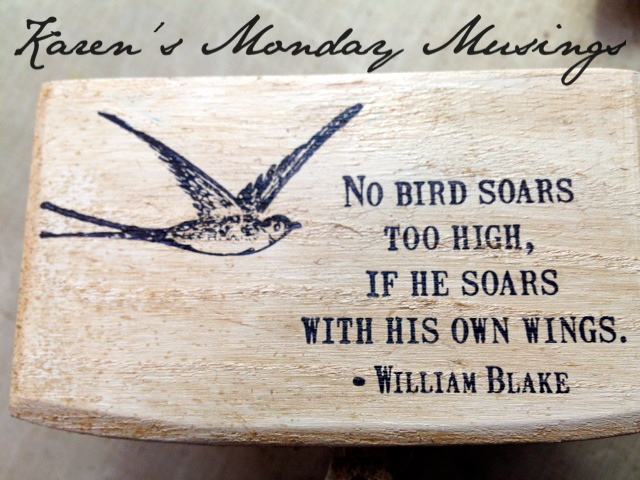 Karen's Monday Musings
No bird soars
too high,
if he soars
with his own wings.
• William Blake